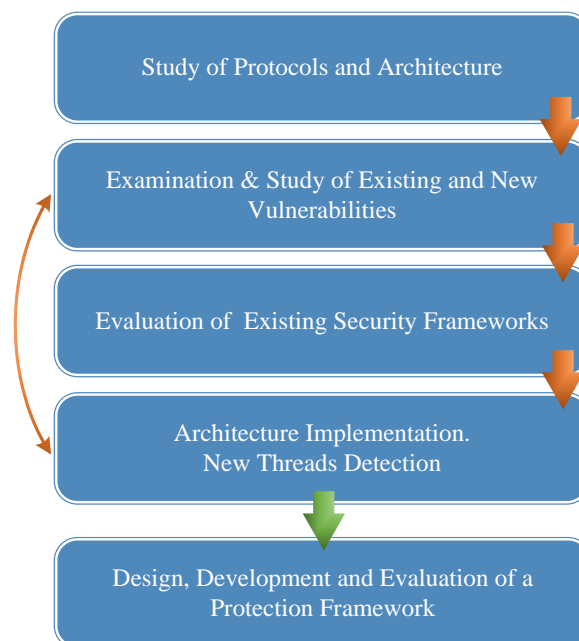 Study of Protocols and Architecture
Examination & Study of Existing and New
Vulnerabilities
Evaluation of Existing Security Frameworks
Architecture Implementation.
New Threads Detection
Design, Development and Evaluation of a
Protection Framework